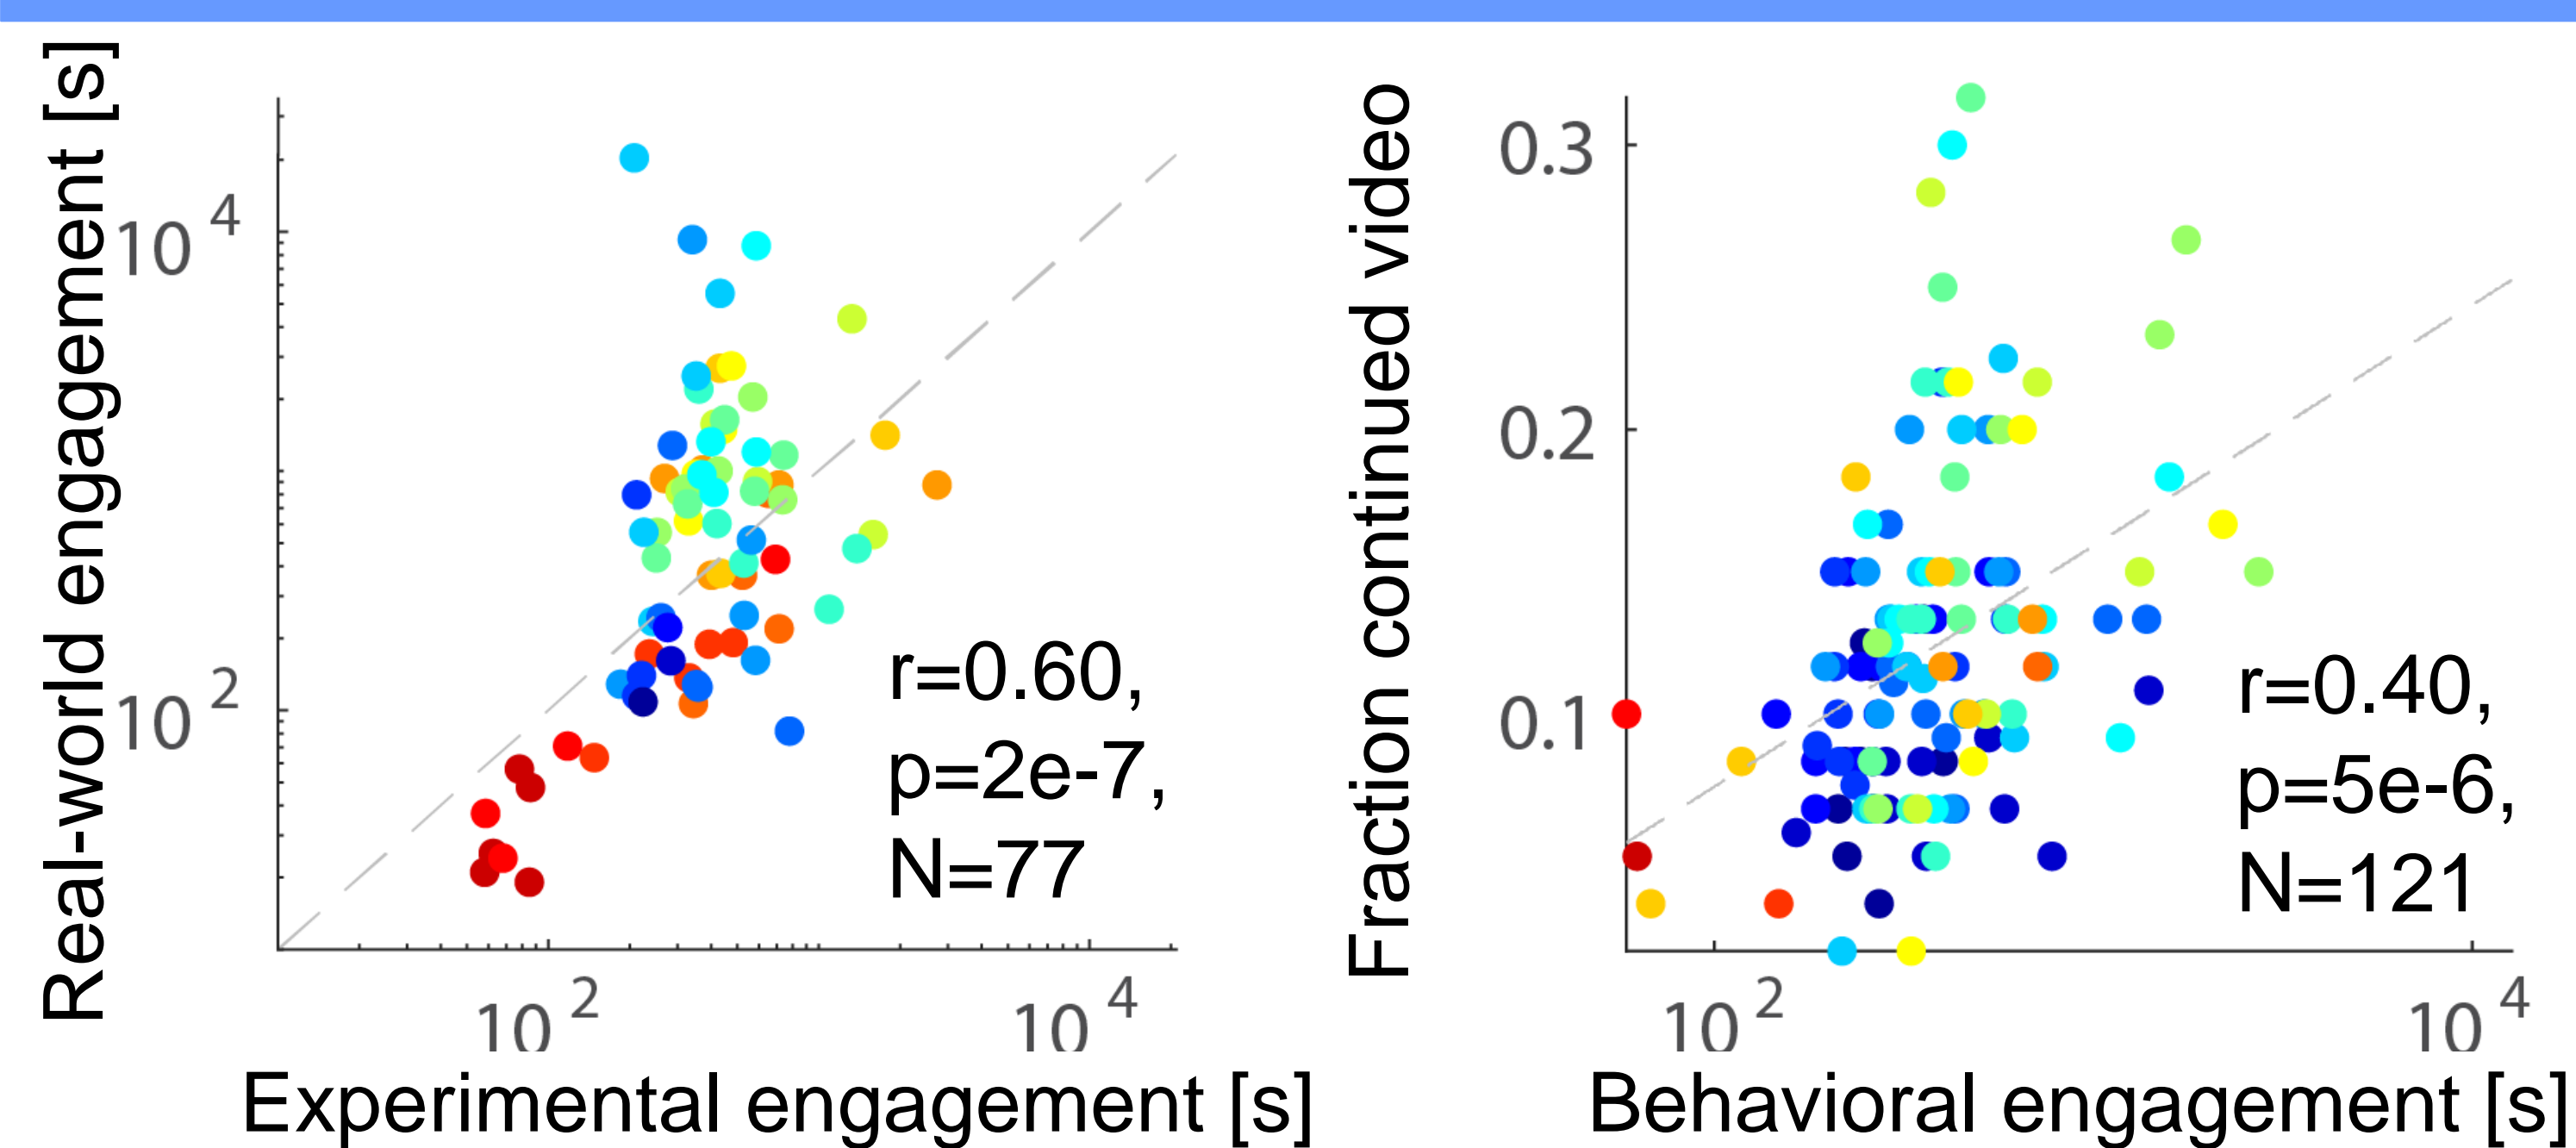 Real-world engagement [s]
10 4
10 2
r=0.60,
p=2e-7,
N=77
10 2
10 4
Experimental engagement [s]
Fraction continued video
0.3
0.2
0.1
r=0.40,
p=5e-6,
N=121
10 2
10 4
Behavioral engagement [s]